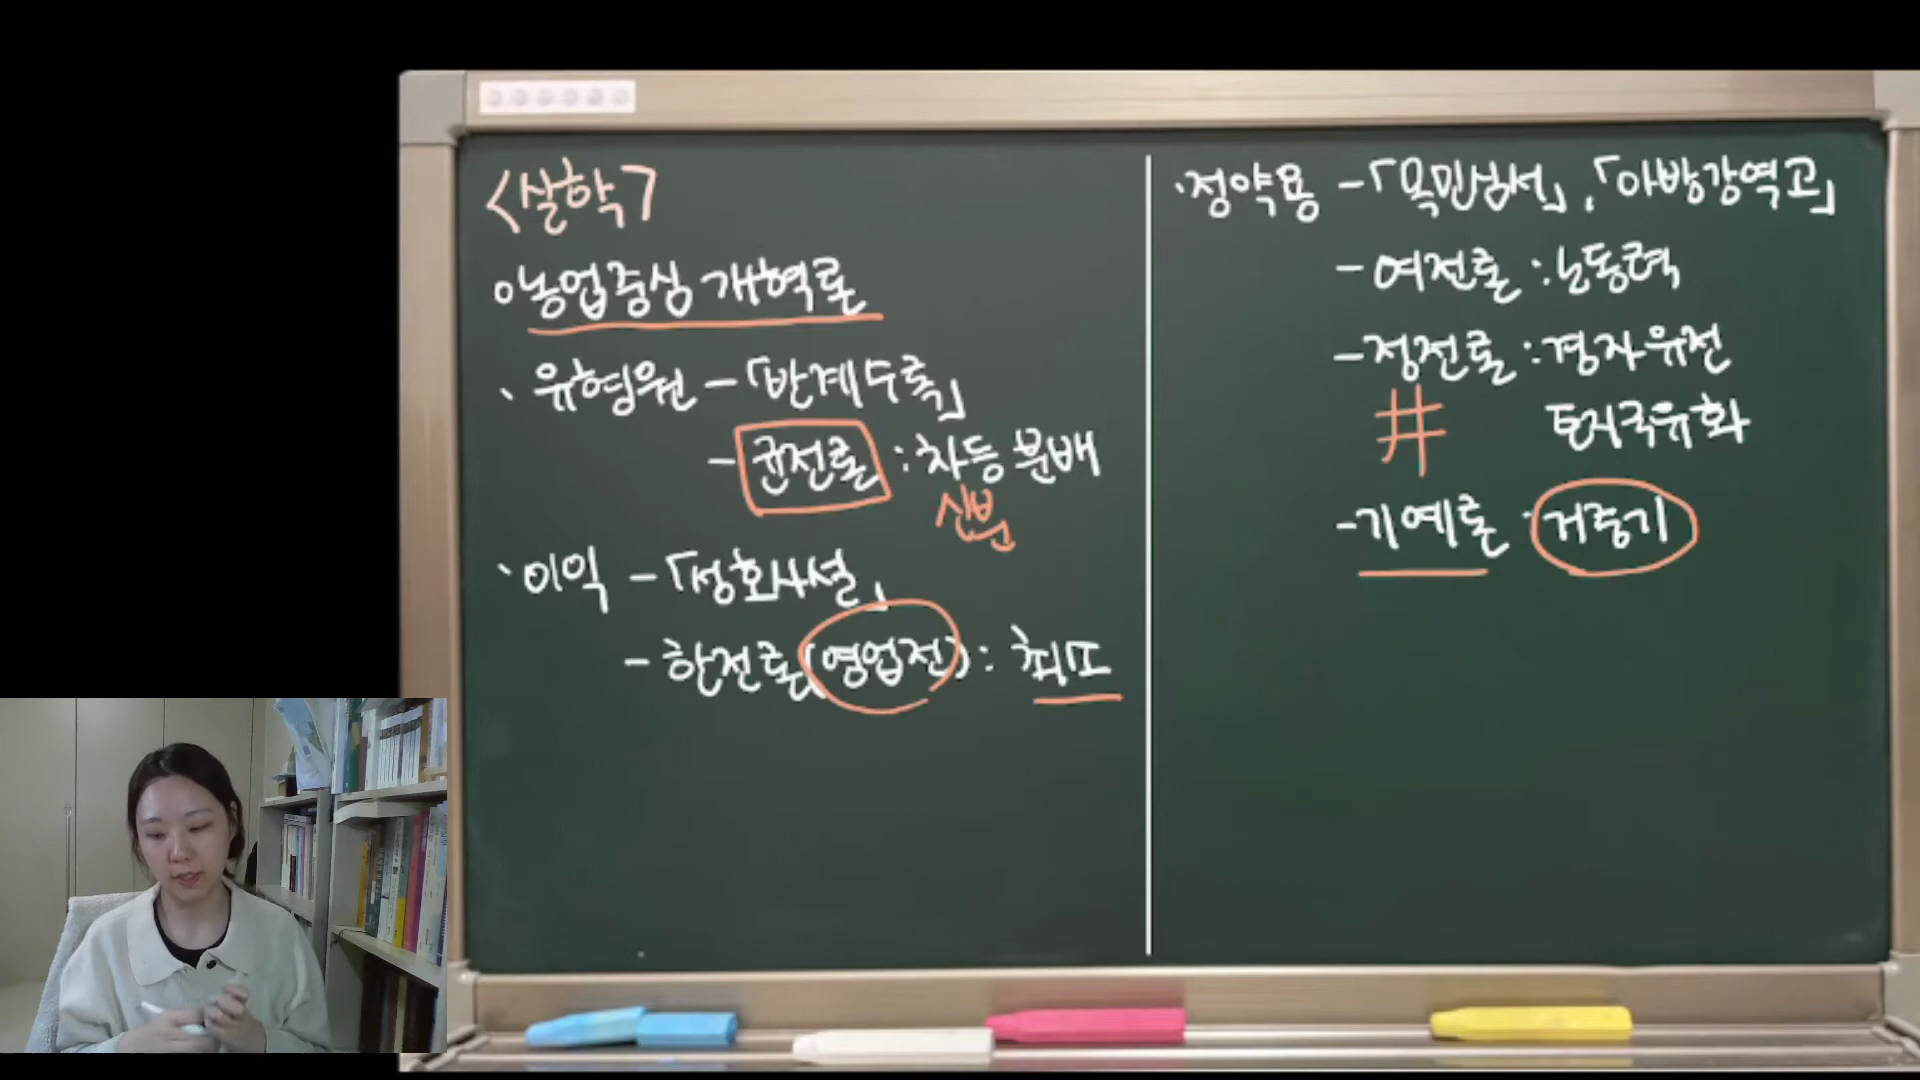 <실학>
o농업중심 개혁론
· 유형원 - 「반계수록」
- 균전론 : 차등 분배
신분
· 이익 - 「성호사설」
- 한전론(영업전) : 최소
· 정약용 - 「목민심서」, 「아방강역고」
- 여전론 : 노동력
- 정전론 : 경자유전
井 토지국유화
- 기예론 : 거중기